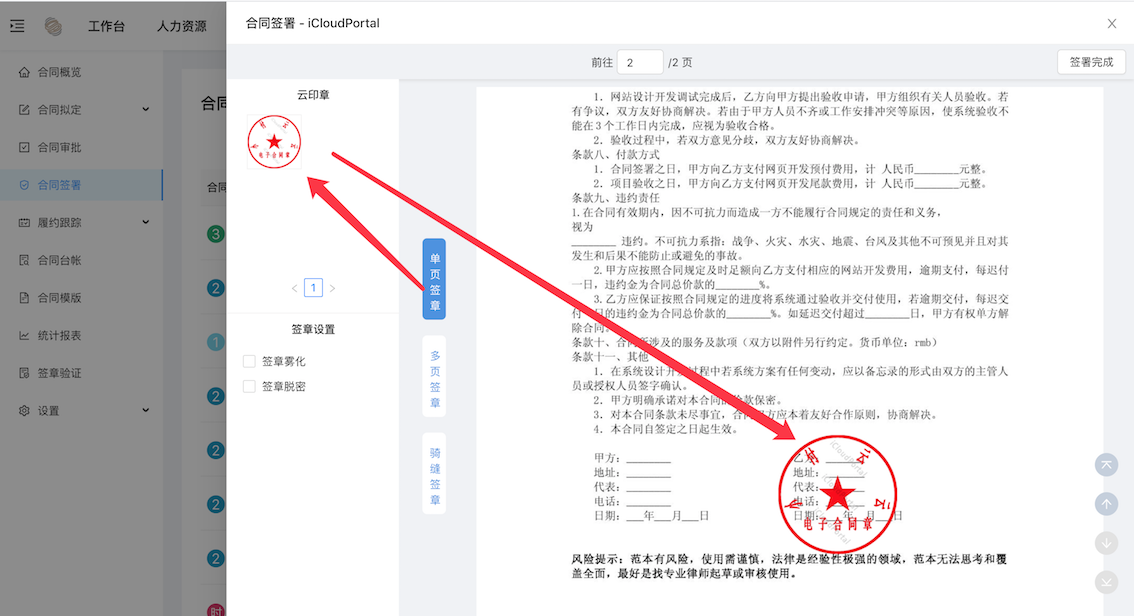 工作台
人力资源
合同概览
合同拟定
合同审批
合同签署
履约跟踪
合同台帐
合同模版
统计报表
签章验证
设置
合同
合同
3
2
1
2
2
2
2
时
合同签署 - iCloudPortal
前往 2 /2 页
签署完成
云印章
电子合同章
1
签章设置
签章雾化
签章脱密
单页签章
多页签章
骑缝签章
1. 网站设计开发调试完成后，乙方向甲方提出验收申请，甲方组织有关人员验收。若
有争议，双方友好协商解决。若由于甲方人员不齐或工作安排冲突等原因，使系统验收不
能在 3 个工作日内完成，应视为验收合格。
2. 验收过程中，若双方意见分歧，双方友好协商解决。
条款八、付款方式
1. 合同签署之日，甲方向乙方支付网页开发预付费用，计 人民币________元整。
2. 项目验收之日，甲方向乙方支付网页开发尾款费用，计 人民币________元整。
条款九、违约责任
1.在合同有效期内，因不可抗力而造成一方不能履行合同规定的责任和义务，
视为
________ 违约。不可抗力系指：战争、火灾、水灾、地震、台风及其他不可预见并且对其
发生和后果不能防止或避免的事故。
2.甲方应按照合同规定及时足额向乙方支付相应的网站开发费用，逾期支付，每迟付
一日，违约金为合同总价款的________%。
3.乙方应保证按照合同规定的进度将系统通过验收并交付使用，若逾期交付，每迟交
付一日的违约金为合同总价款的________%。如延迟交付超过________日，甲方有权单方解
除合同。
条款十、合同所涉及的服务及款项（双方以附件另行约定。货币单位：rmb）
条款十一、其他
1. 在系统设计开发过程中若系统方案有任何变动，应以备忘录的形式由双方的主管人
员或授权人员签字确认。
2. 甲方明确承诺对本合同的价款保密。
3. 对本合同条款未尽事宜，合同双方应本着友好合作原则，协商解决。
4. 本合同自签定之日起生效。
甲方：________
地址：________
代表：________
电话：________
日期：___年___月___日
乙方：
地址：
代表：
电话：
日期：___年___月___日
云
电子合同章
iCloudPortal
风险提示：范本有风险，使用需谨慎，法律是经验性极强的领域，范本无法思考和覆
盖全面，最好是找专业律师起草或审核使用。